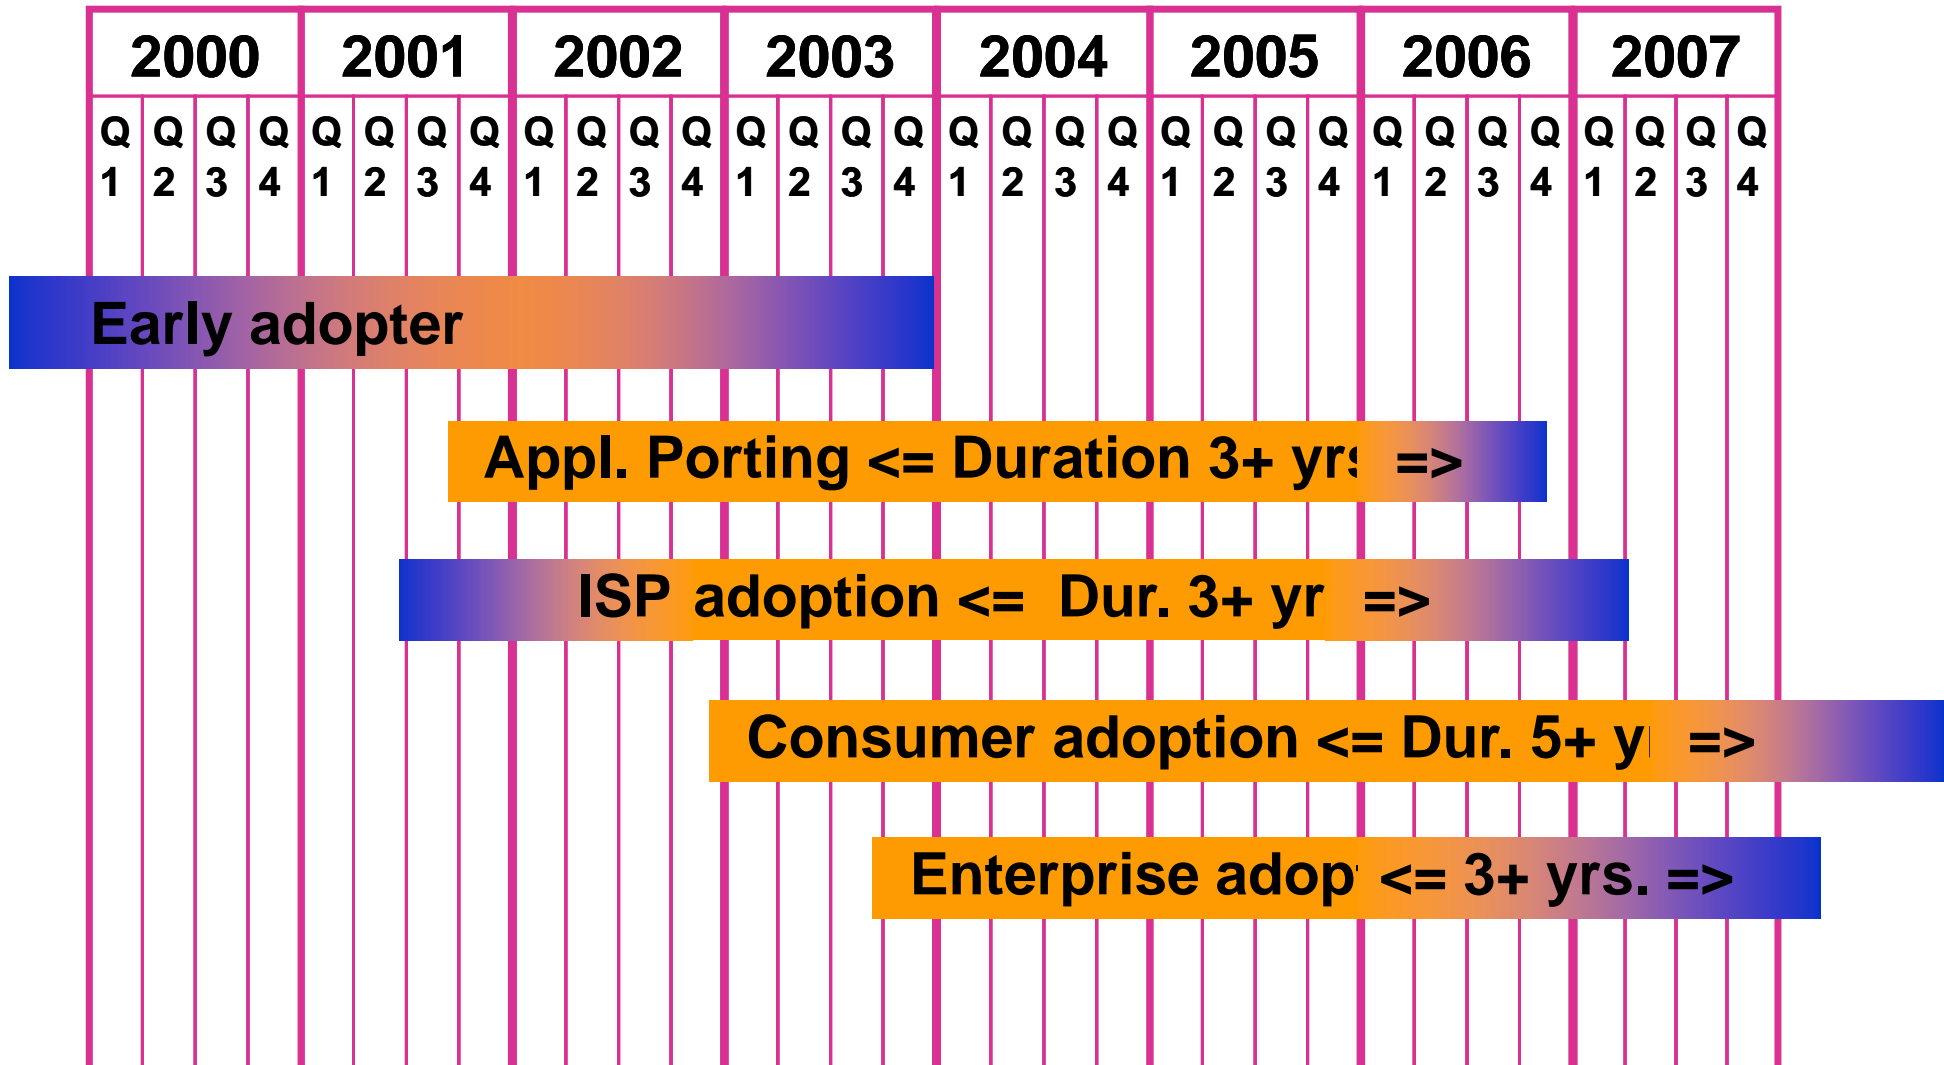 2000 2001 2002 2003 2004 2005 2006 2007
Q Q Q Q Q Q Q Q Q Q Q Q Q Q Q Q Q Q Q Q Q Q Q Q Q Q Q Q Q Q Q Q
1 2 3 4 1 2 3 4 1 2 3 4 1 2 3 4 1 2 3 4 1 2 3 4 1 2 3 4 1 2 3 4
Early adopter
Appl. Porting <= Duration 3+ yrs =>
ISP adoption <= Dur. 3+ yr =>
Consumer adoption <= Dur. 5+ y =>
Enterprise adop <= 3+ yrs. =>